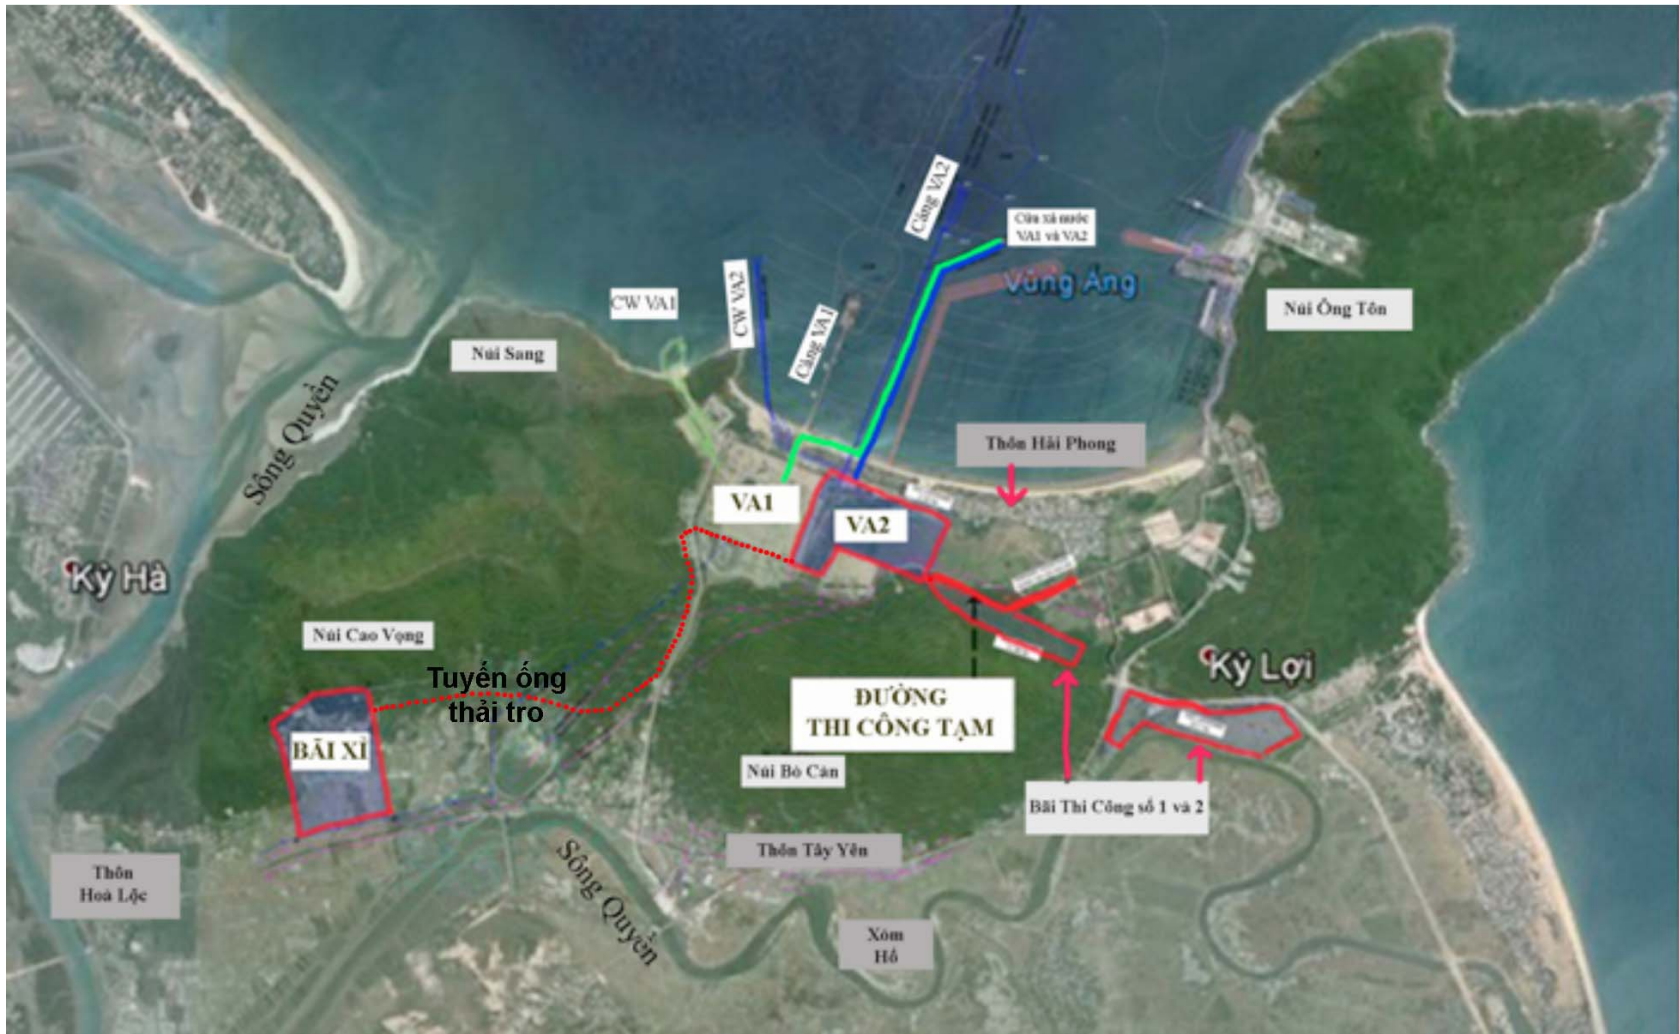 Cảng VA2
Cửa xả nước
VA1 và VA2
Vũng Áng
CW VA1
CW VA2
Cảng VA1
Núi Ông Tôn
Núi Sang
Sông Quyền
Thôn Hải Phong
VA1
VA2
Kỳ Hà
Núi Cao Vọng
Tuyến ống
thải tro
Kỳ Lợi
ĐƯỜNG
THI CÔNG TẠM
BÃI XỈ
Núi Bò Càn
Bãi Thi Công số 1 và 2
Thôn Tây Yên
Sông Quyền
Thôn
Hoà Lộc
Xóm
Hồ